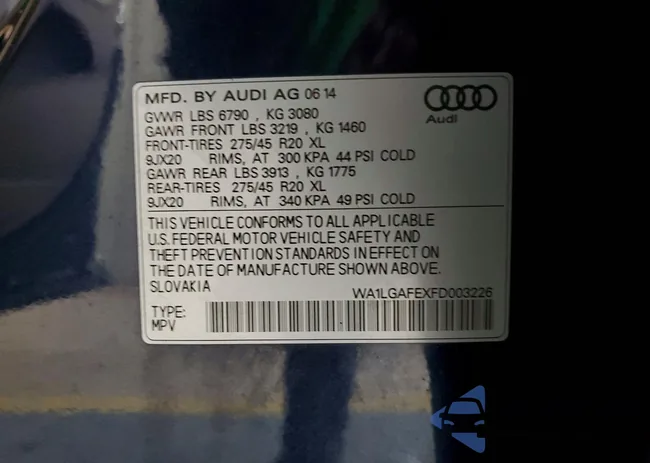 MFD. BY AUDI AG 06 14
GVWR LBS 6790 , KG 3080
GAWR FRONT LBS 3219 , KG 1460
FRONT-TIRES 275/45 R20 XL
9JX20 RIMS, AT 300 KPA 44 PSI COLD
GAWR REAR LBS 3913 , KG 1775
REAR-TIRES 275/45 R20 XL
9JX20 RIMS, AT 340 KPA 49 PSI COLD
Audi
THIS VEHICLE CONFORMS TO ALL APPLICABLE
U.S. FEDERAL MOTOR VEHICLE SAFETY AND
THEFT PREVENTION STANDARDS IN EFFECT ON
THE DATE OF MANUFACTURE SHOWN ABOVE.
SLOVAKIA
WA1LGAFEXFD003226
TYPE:
MPV